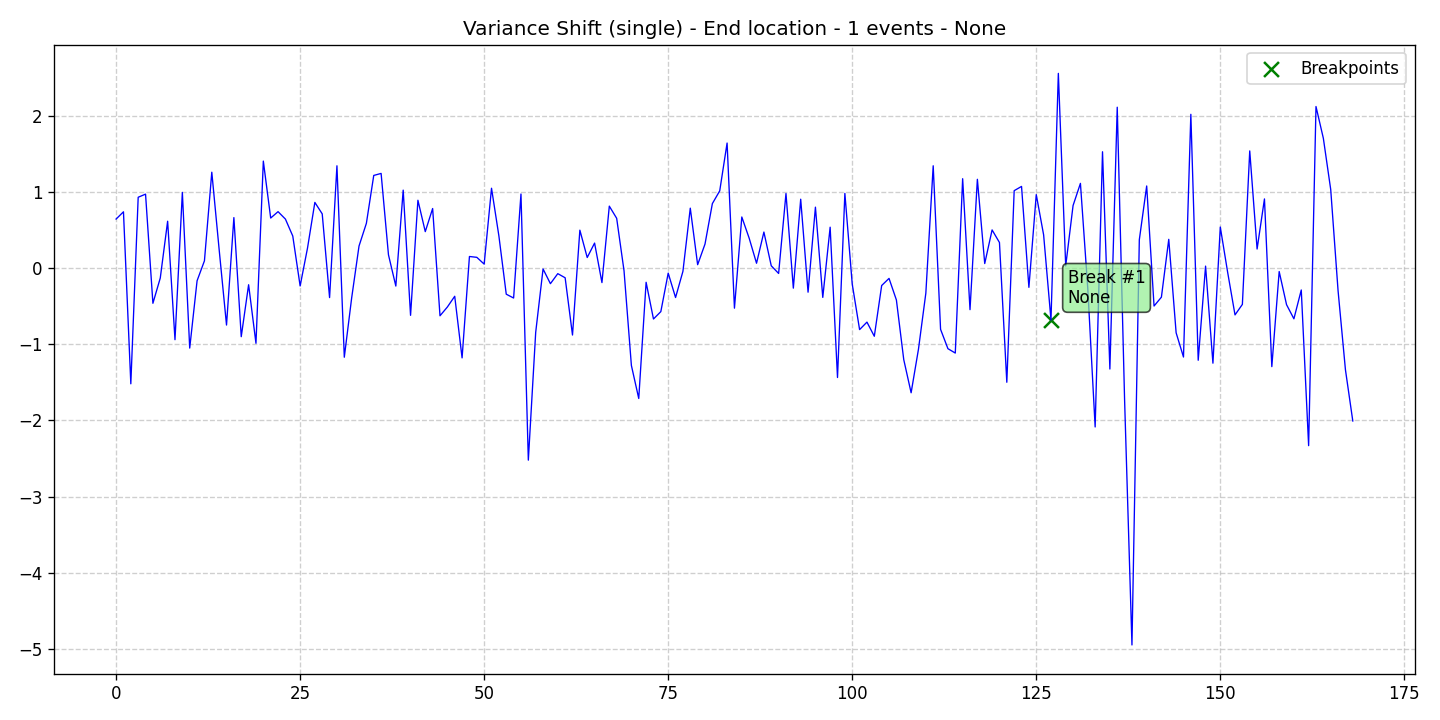 Variance Shift (single) - End location - 1 events - None
Breakpoints
Break #1
None
2
1
0
−1
−2
−3
−4
−5
0 25 50 75 100 125 150 175